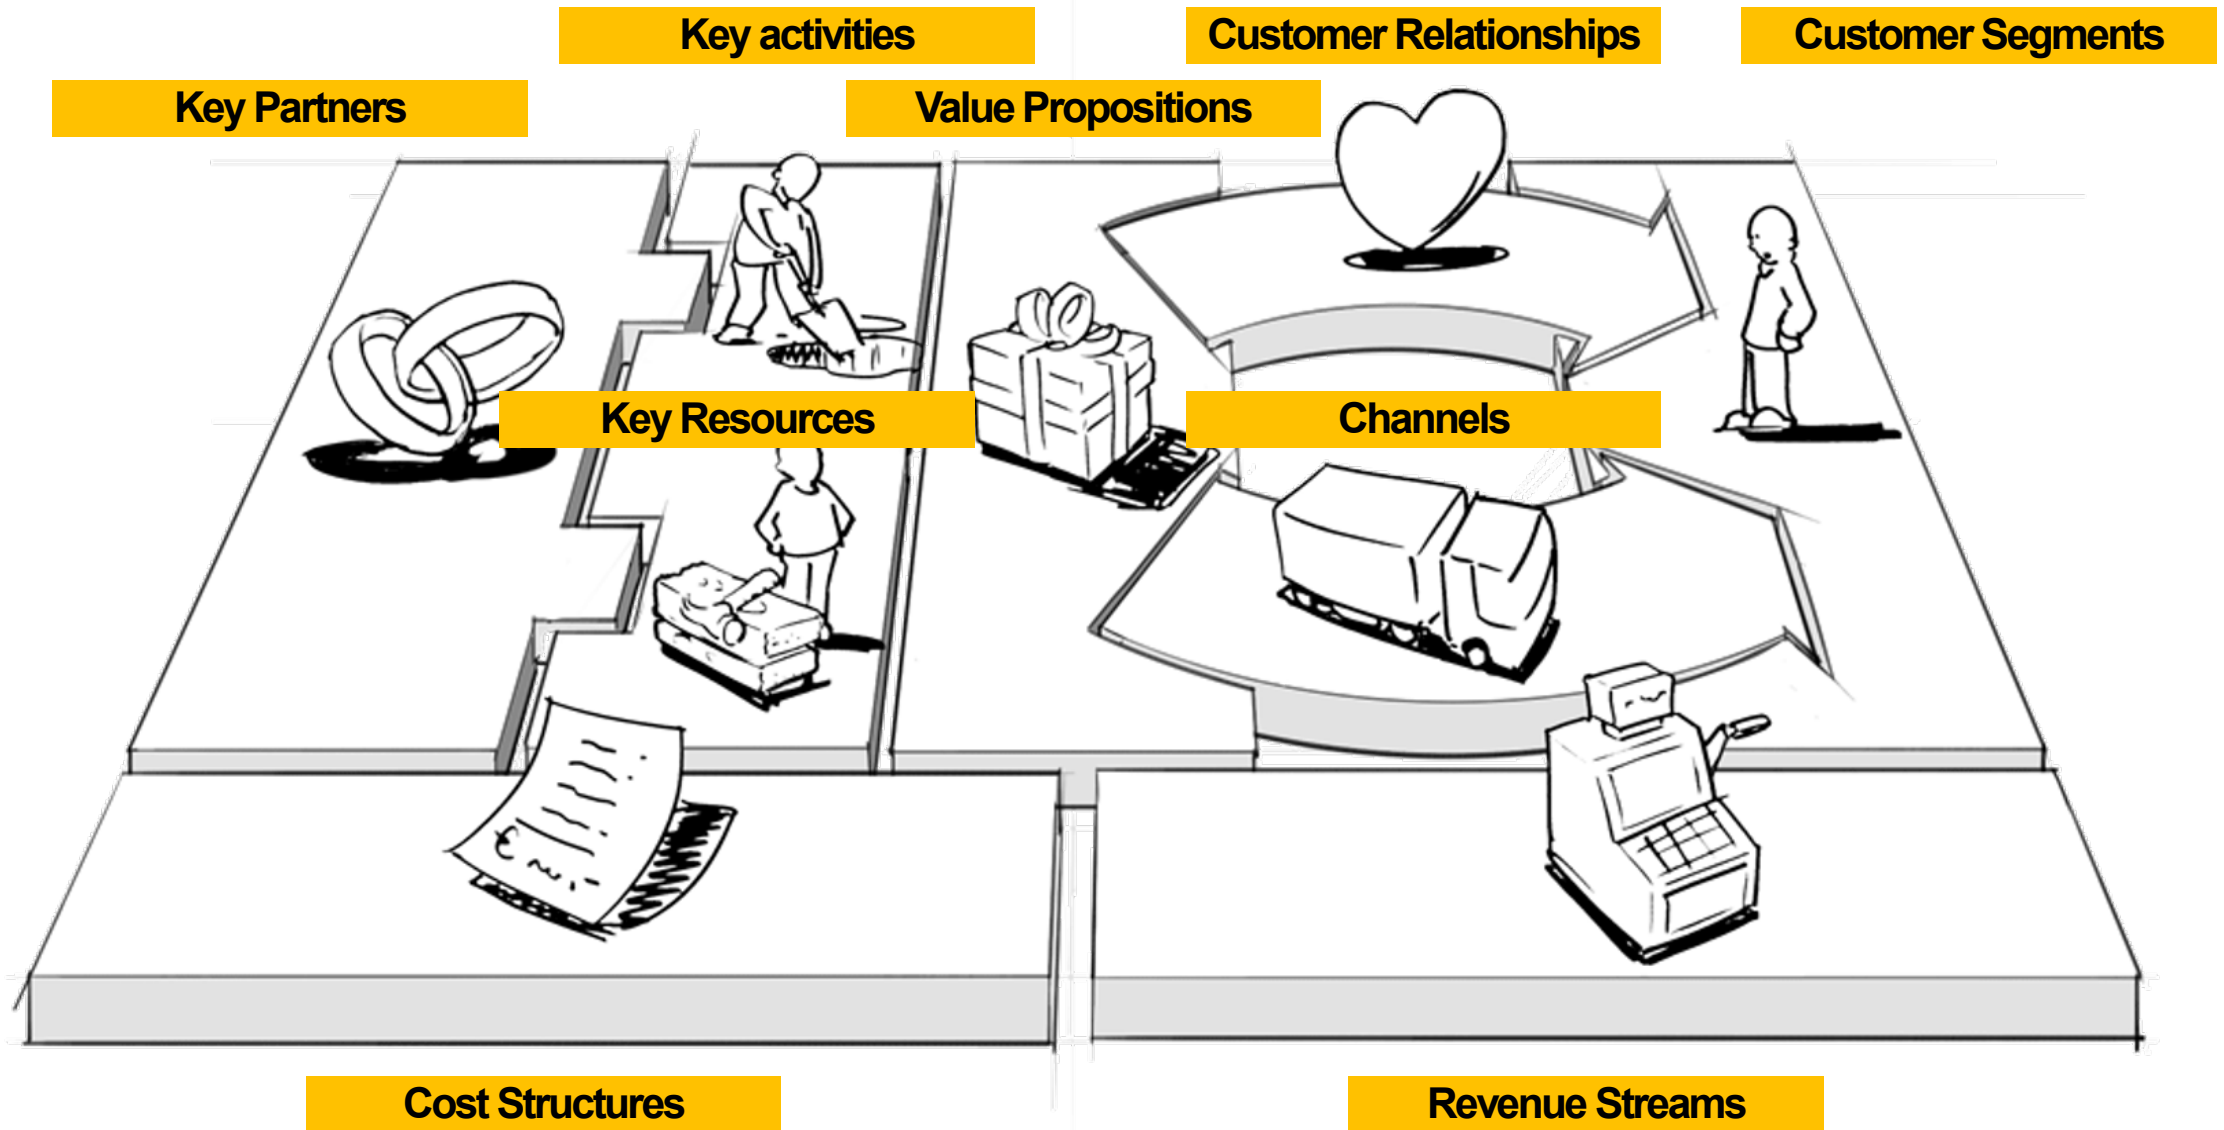 Key activities
Customer Relationships
Customer Segments
Key Partners
Value Propositions
Key Resources
Channels
€
Cost Structures
Revenue Streams